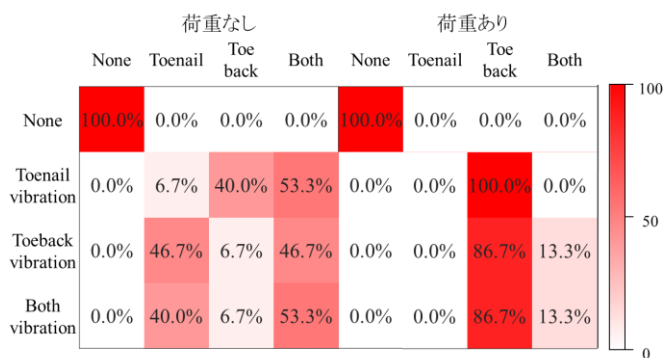 荷重なし 荷重あり
None Toenail Toe back Both None Toenail Toe back Both
None 100.0% 0.0% 0.0% 0.0% 100.0% 0.0% 0.0% 0.0%
Toenail vibration 0.0% 6.7% 40.0% 53.3% 0.0% 0.0% 100.0% 0.0%
Toeback vibration 0.0% 46.7% 6.7% 46.7% 0.0% 0.0% 86.7% 13.3%
Both vibration 0.0% 40.0% 6.7% 53.3% 0.0% 0.0% 86.7% 13.3%
100
50
0